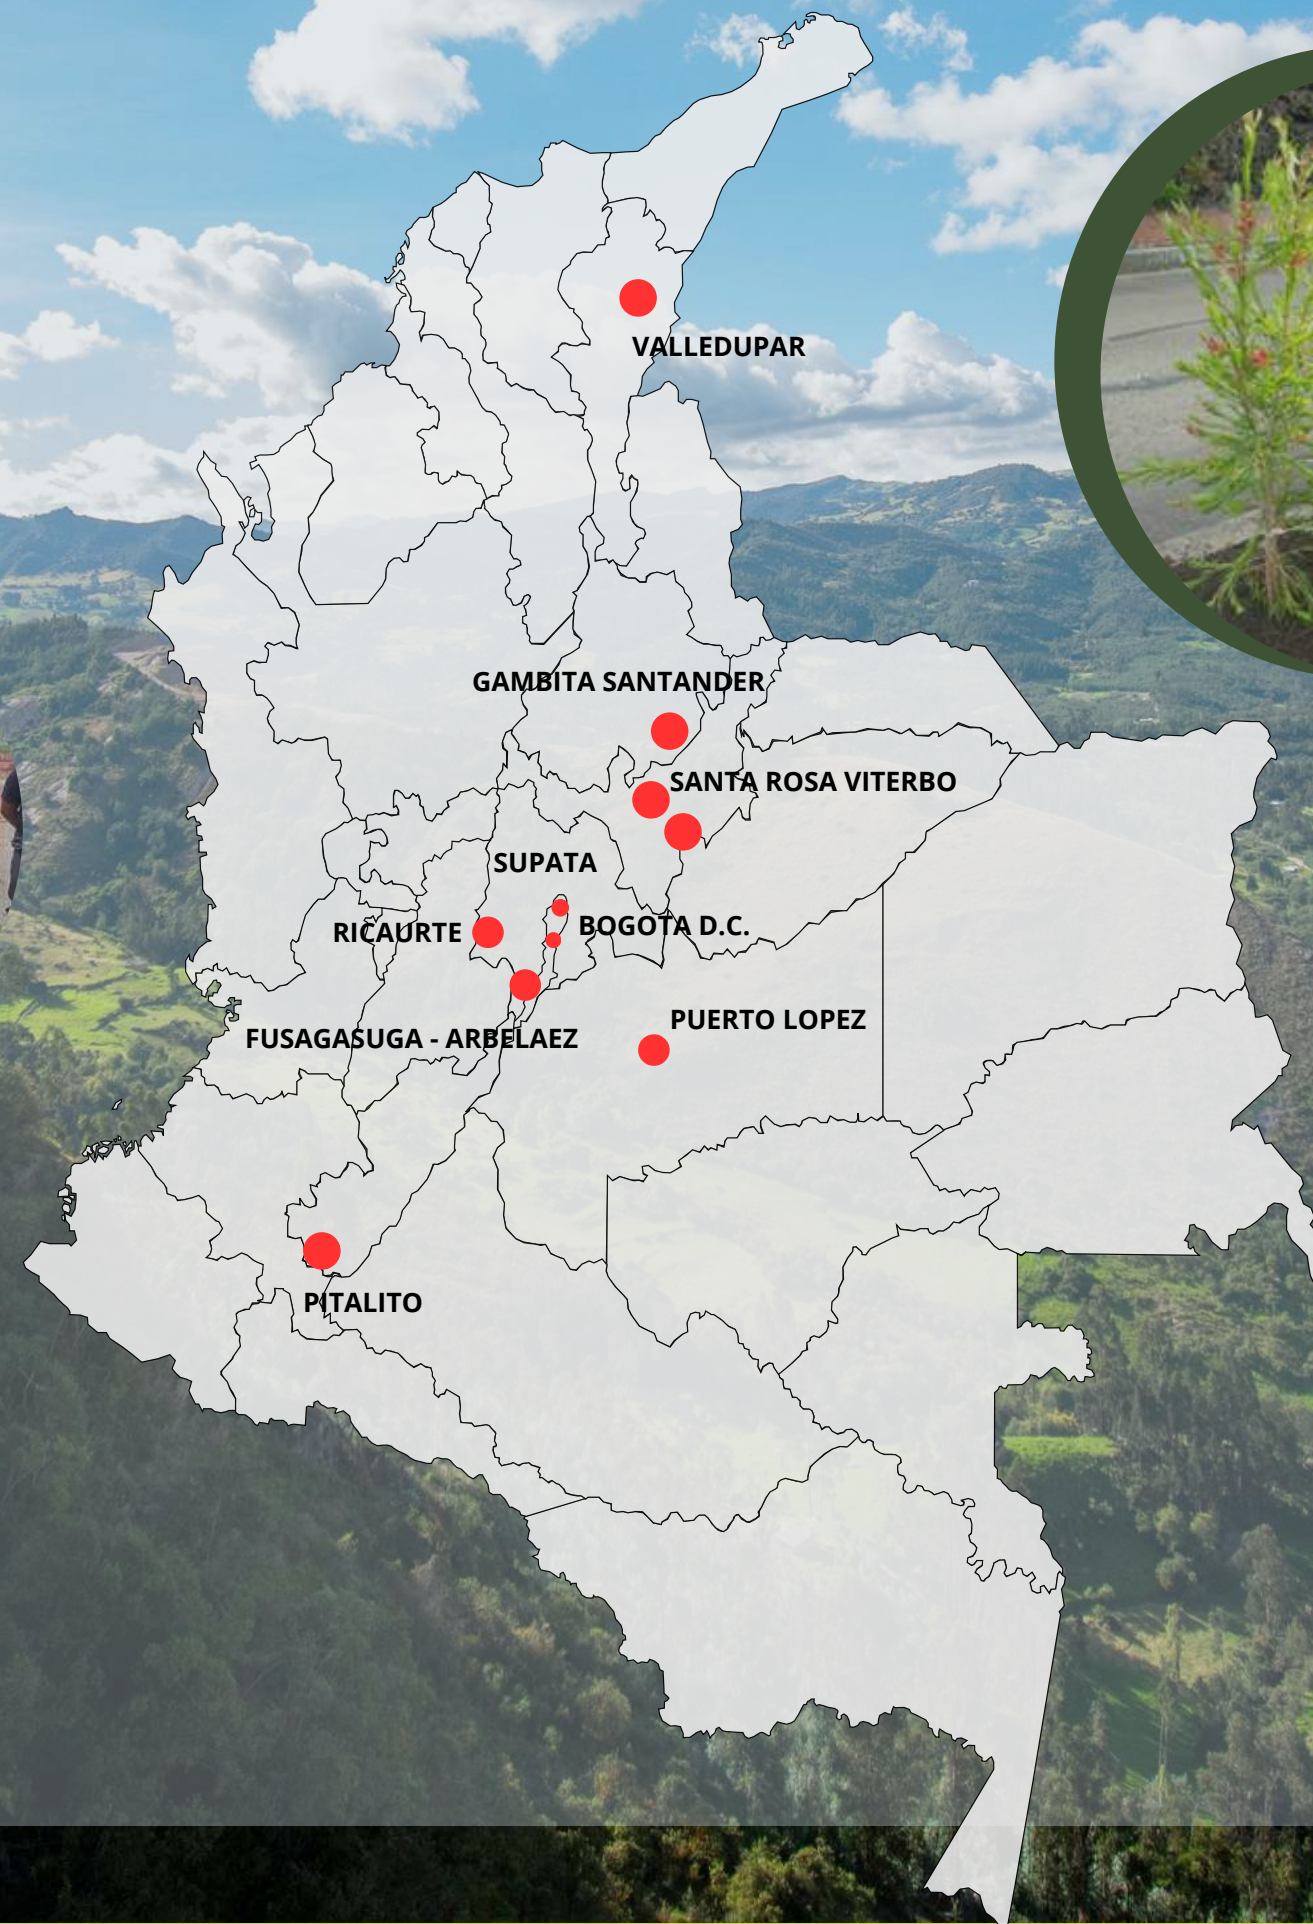 VALLEDUPAR
GAMBITA SANTANDER
SANTA ROSA VITERBO
SUPATA
RICAURTE
BOGOTA D.C.
PUERTO LOPEZ
FUSAGASUGA - ARBELAEZ
PITALITO